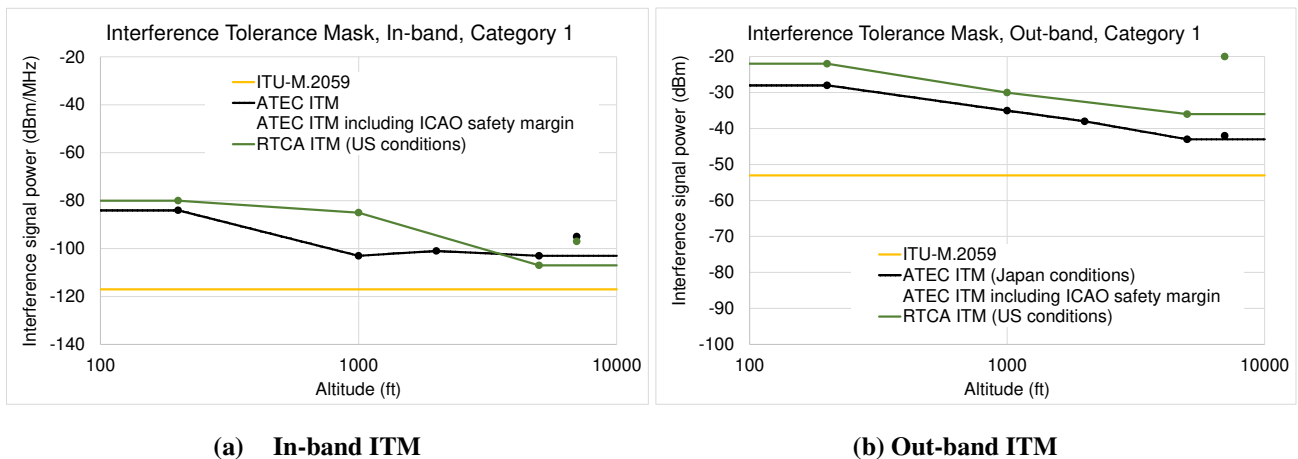 Interference Tolerance Mask, In-band, Category 1
Interference signal power (dBm/MHz)
-20
-40
-60
-80
-100
-120
-140
ITU-M.2059
ATEC ITM
ATEC ITM including ICAO safety margin
RTCA ITM (US conditions)
100
1000
10000
Altitude (ft)
(a) In-band ITM
Interference Tolerance Mask, Out-band, Category 1
Interference signal power (dBm)
-20
-30
-40
-50
-60
-70
-80
-90
-100
ITU-M.2059
ATEC ITM (Japan conditions)
ATEC ITM including ICAO safety margin
RTCA ITM (US conditions)
100
1000
10000
Altitude (ft)
(b) Out-band ITM